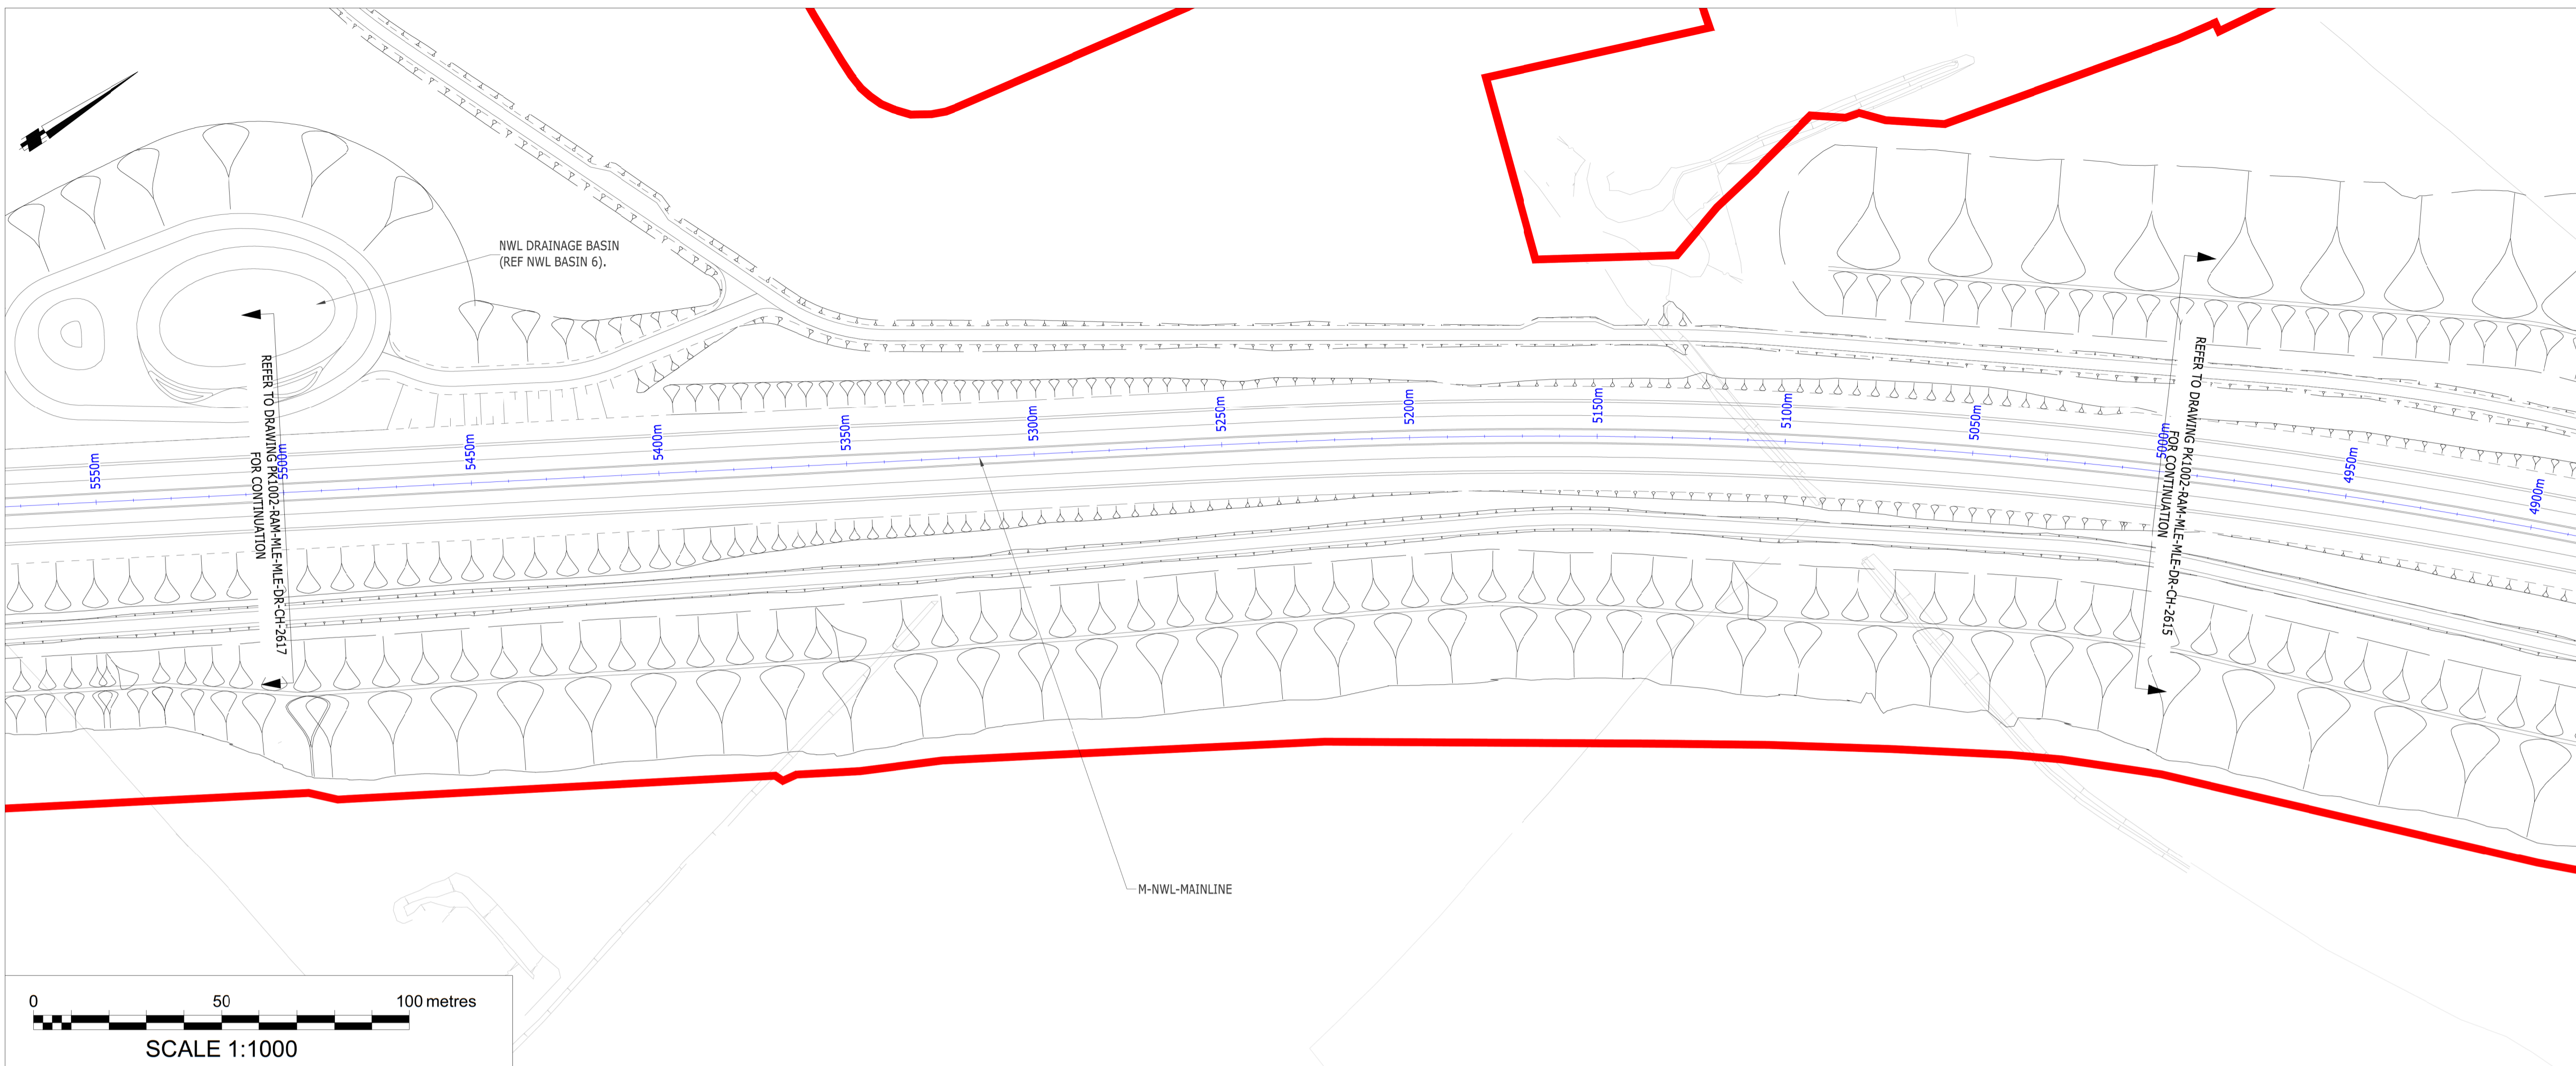 NWL DRAINAGE BASIN
(REF NWL BASIN 6).
REFER TO DRAWING PK1002-RAM-MLE-MLE-DR-CH-2617
FOR CONTINUATION
5550m
5500m
5450m
5400m
5350m
5300m
5250m
5200m
5150m
5100m
5050m
5000m
4950m
4900m
REFER TO DRAWING PK1002-RAM-MLE-MLE-DR-CH-2615
FOR CONTINUATION
M-NWL-MAINLINE
0 50 100 metres
SCALE 1:1000